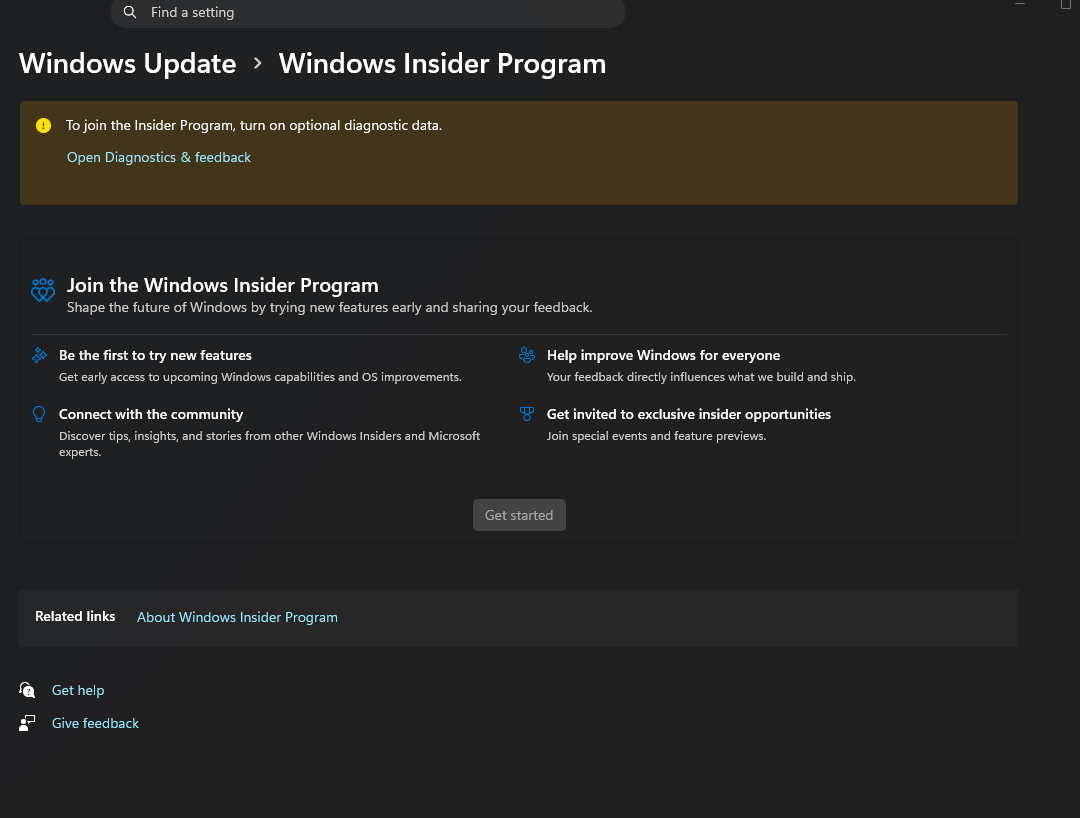 Find a setting
Windows Update > Windows Insider Program
To join the Insider Program, turn on optional diagnostic data.
Open Diagnostics & feedback
Join the Windows Insider Program
Shape the future of Windows by trying new features early and sharing your feedback.
Be the first to try new features
Get early access to upcoming Windows capabilities and OS improvements.
Help improve Windows for everyone
Your feedback directly influences what we build and ship.
Connect with the community
Discover tips, insights, and stories from other Windows Insiders and Microsoft
experts.
Get invited to exclusive insider opportunities
Join special events and feature previews.
Get started
Related links About Windows Insider Program
Get help
Give feedback